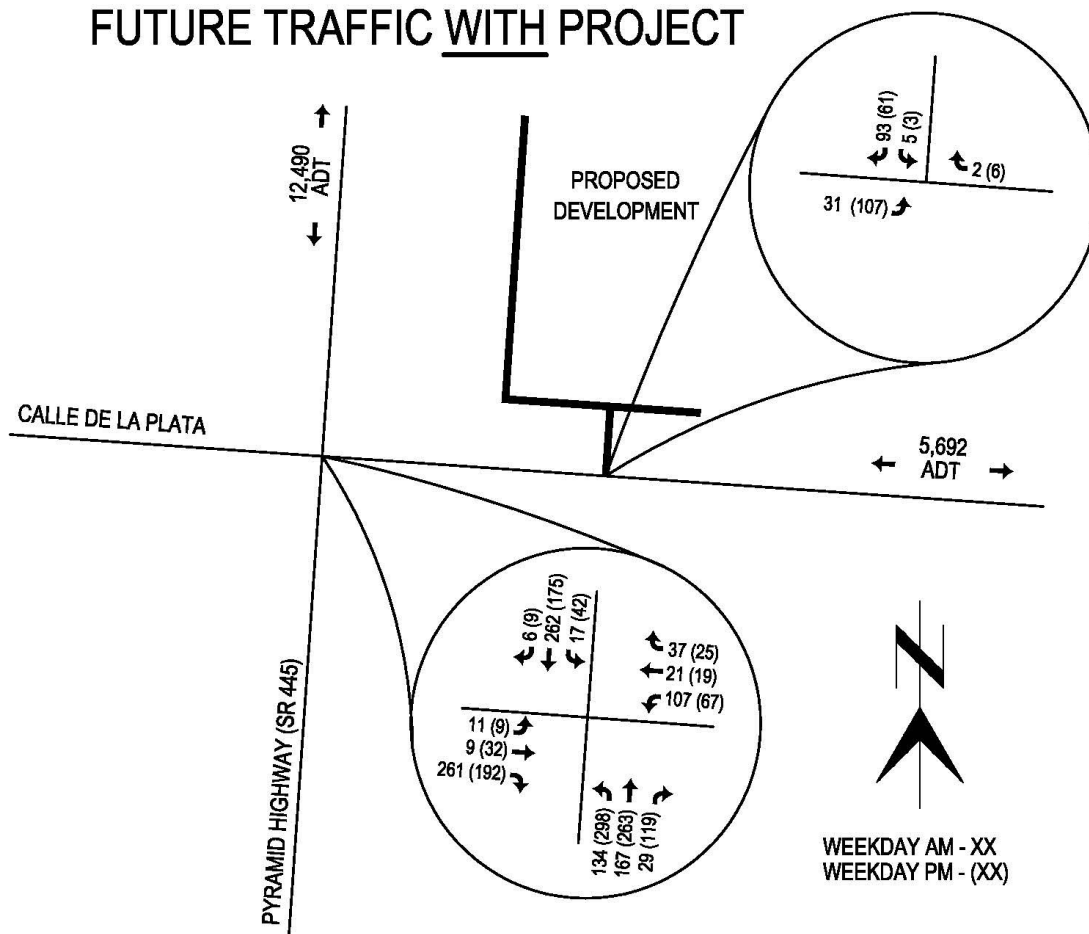 FUTURE TRAFFIC WITH PROJECT
12,490
ADT
PROPOSED
DEVELOPMENT
93 (61)
5 (3)
2 (6)
31 (107)
CALLE DE LA PLATA
5,692
ADT
6 (9)
262 (175)
17 (42)
37 (25)
21 (19)
107 (67)
11 (9)
9 (32)
261 (192)
134 (298)
167 (263)
29 (119)
PYRAMID HIGHWAY (SR 445)
N
WEEKDAY AM - XX
WEEKDAY PM - (XX)